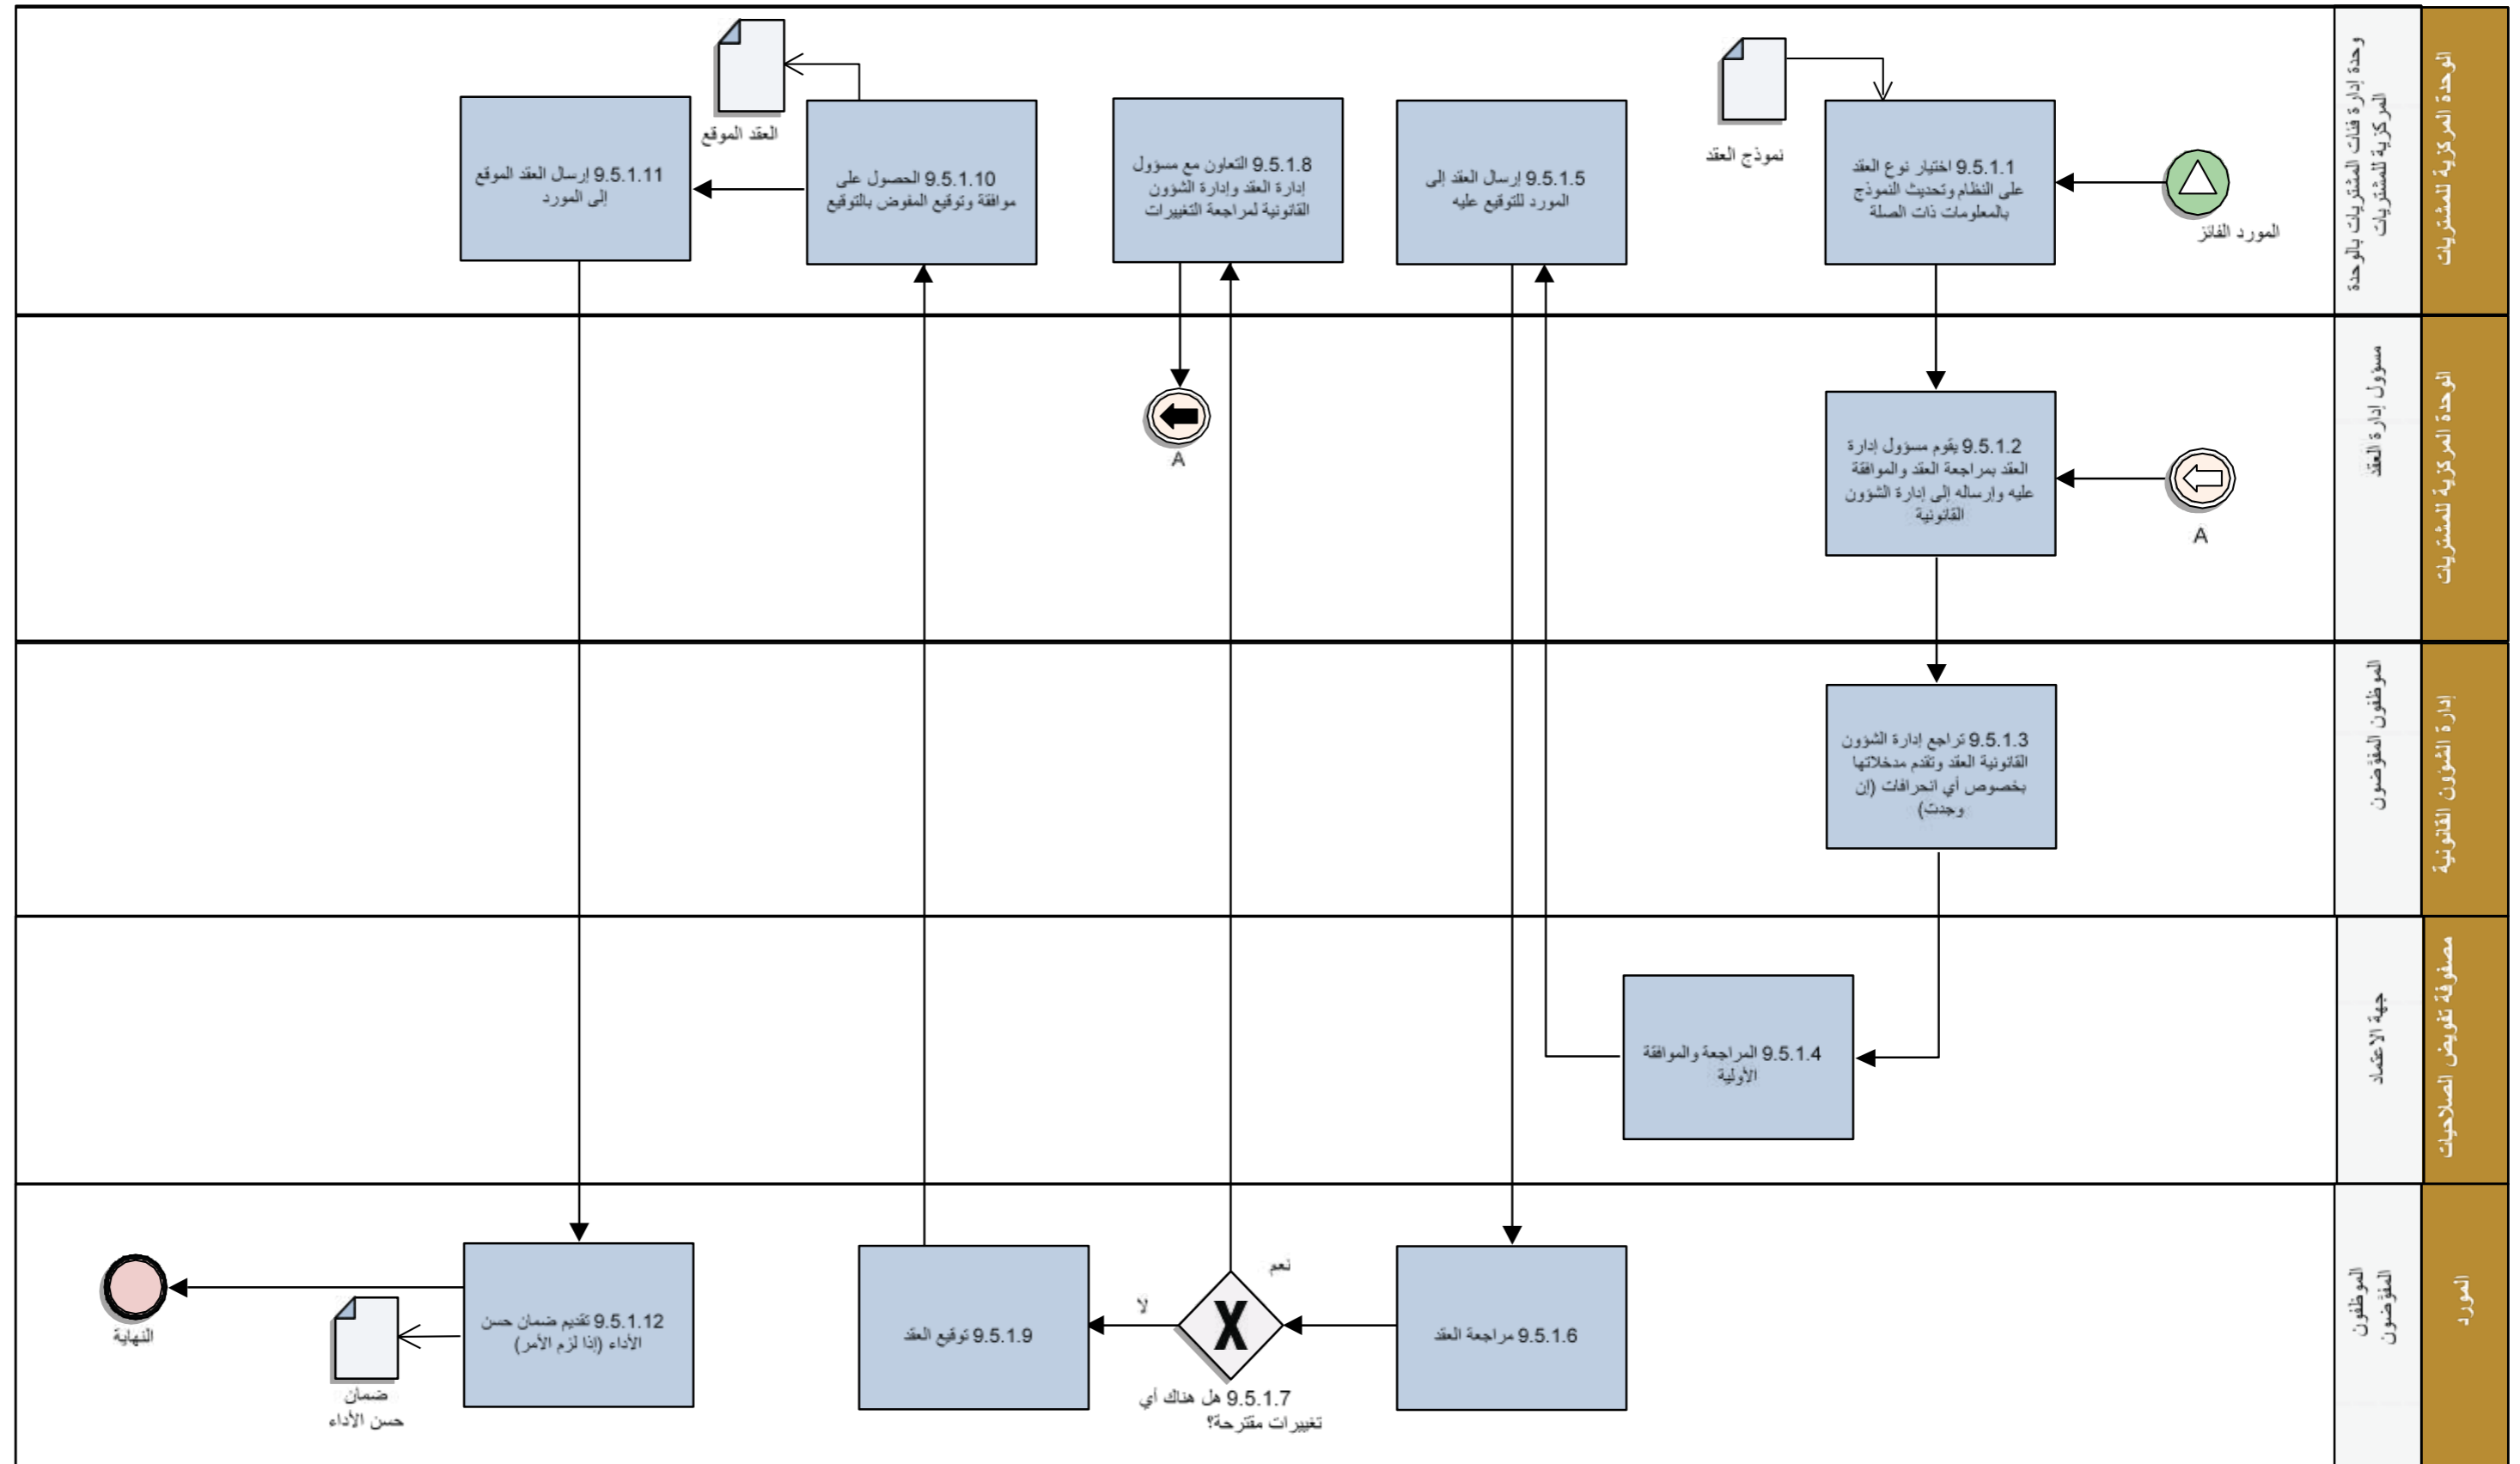 الوحدة المركزية للمشتريات
وحدة إدارة فئات المشتريات بالوحدة
المركزية للمشتريات
المورد الفائز
نموذج العقد
9.5.1.1 اختيار نوع العقد
على النظام وتحديث النموذج
بالمعلومات ذات الصلة
9.5.1.5 إرسال العقد إلى
المورد للتوقيع عليه
9.5.1.8 التعاون مع مسؤول
إدارة العقد وإدارة الشؤون
القانونية لمراجعة التغييرات
9.5.1.10 الحصول على
موافقة وتوقيع المفوض بالتوقيع
العقد الموقع
9.5.1.11 إرسال العقد الموقع
إلى المورد
الوحدة المركزية للمشتريات
مسؤول إدارة العقد
A
9.5.1.2 يقوم مسؤول إدارة
العقد بمراجعة العقد والموافقة
عليه وإرساله إلى إدارة الشؤون
القانونية
A
إدارة الشؤون القانونية
الموظفون المفوضون
9.5.1.3 تراجع إدارة الشؤون
القانونية العقد وتقدم مدخلاتها
بخصوص أي انحرافات (إن
وجدت)
مصفوفة تفويض الصلاحيات
جهة الاعتماد
9.5.1.4 المراجعة والموافقة
الأولية
المورد
الموظفون
المفوضون
9.5.1.6 مراجعة العقد
نعم
لا
9.5.1.7 هل هناك أي
تغييرات مقترحة؟
9.5.1.9 توقيع العقد
9.5.1.12 تقديم ضمان حسن
الأداء (إذا لزم الأمر)
ضمان
حسن الأداء
النهاية